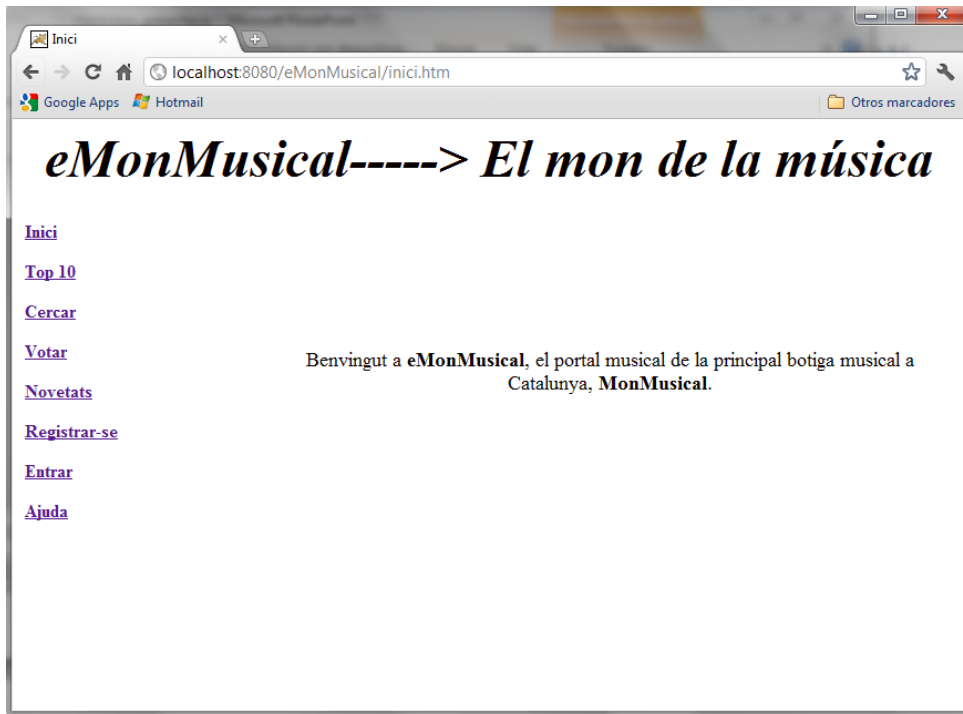 Inici
localhost:8080/eMonMusical/inici.htm
Google Apps Hotmail Otros marcadores
eMonMusical-----> El mon de la música
Inici
Top 10
Cercar
Votar
Novetats
Registrar-se
Entrar
Ajuda
Benvingut a eMonMusical, el portal musical de la principal botiga musical a
Catalunya, MonMusical.